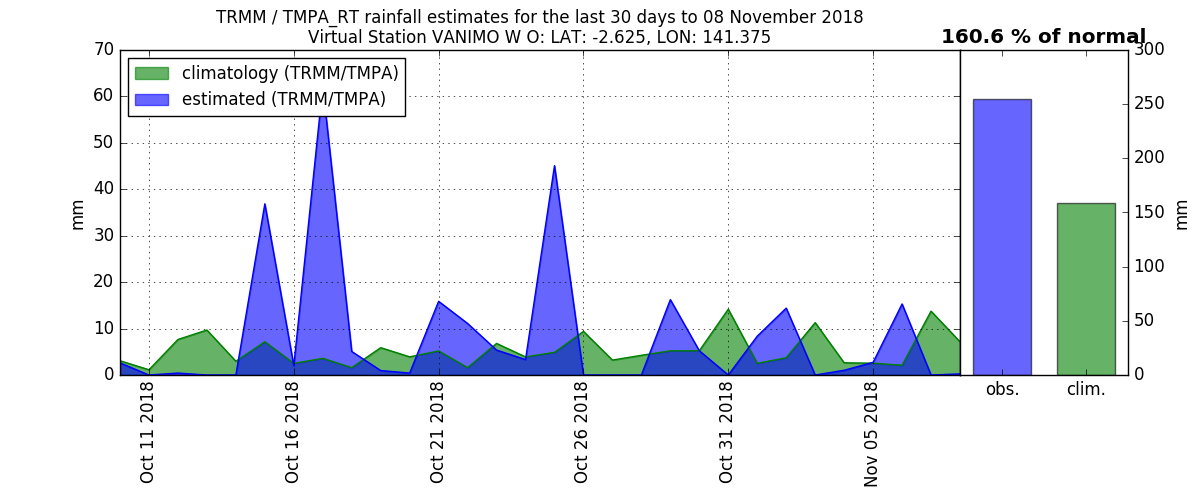 TRMM / TMPA_RT rainfall estimates for the last 30 days to 08 November 2018
Virtual Station VANIMO W O: LAT: -2.625, LON: 141.375
160.6 % of normal
climatology (TRMM/TMPA)
estimated (TRMM/TMPA)
70
60
50
40
30
20
10
0
mm
Oct 11 2018
Oct 16 2018
Oct 21 2018
Oct 26 2018
Oct 31 2018
Nov 05 2018
obs.
clim.
300
250
200
150
100
50
0
mm